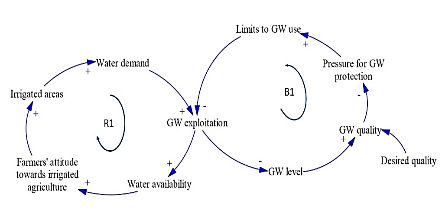 Limits to GW use
+
Water demand
+
Pressure for GW
protection
Irrigated areas
B1
-
+
+
-
R1
GW exploitation
GW quality
+
+
-
Farmers' attitude
towards irrigated
agriculture
GW level
Desired quality
+
Water availability